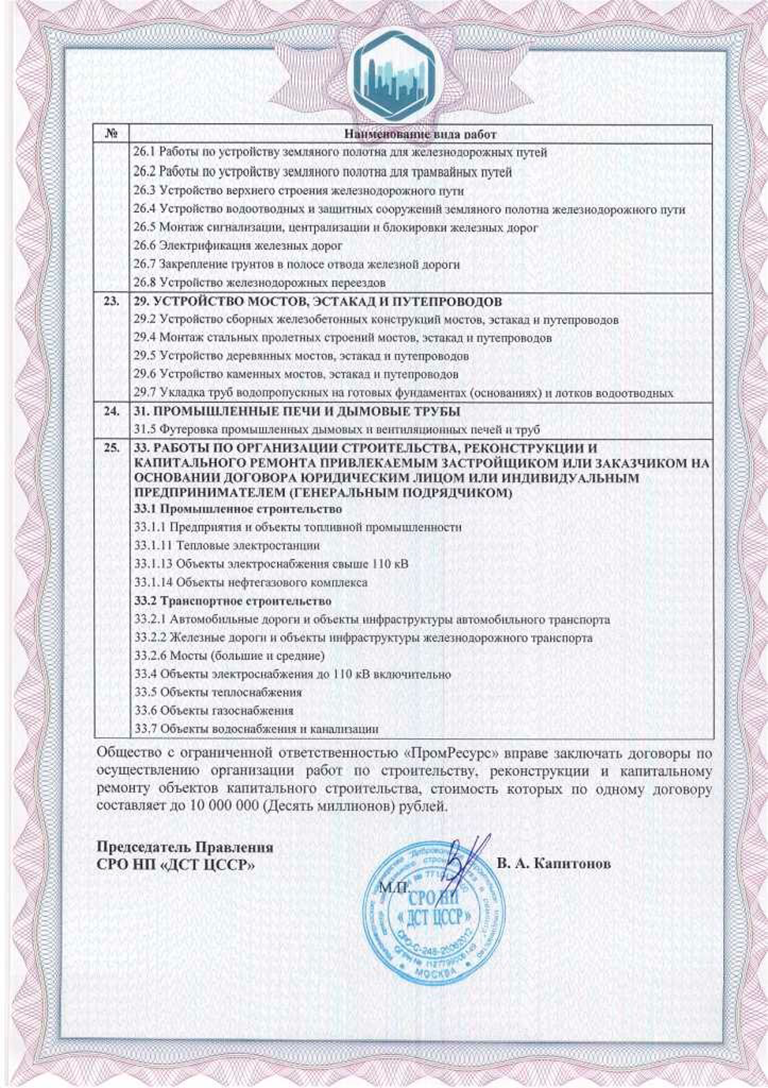 № Наименование вида работ
26.1 Работы по устройству земляного полотна для железнодорожных путей
26.2 Работы по устройству земляного полотна для трамвайных путей
26.3 Устройство верхнего строения железнодорожного пути
26.4 Устройство водоотводных и защитных сооружений земляного полотна железнодорожного пути
26.5 Монтаж сигнализации, централизации и блокировки железных дорог
26.6 Электрификация железных дорог
26.7 Закрепление грунтов в полосе отвода железной дороги
26.8 Устройство железнодорожных переездов
23. 29. УСТРОЙСТВО МОСТОВ, ЭСТАКАД И ПУТЕПРОВОДОВ
29.2 Устройство сборных железобетонных конструкций мостов, эстакад и путепроводов
29.4 Монтаж стальных пролетных строений мостов, эстакад и путепроводов
29.5 Устройство деревянных мостов, эстакад и путепроводов
29.6 Устройство каменных мостов, эстакад и путепроводов
29.7 Укладка труб водопропускных на готовых фундаментах (основаниях) и лотков водоотводных
24. 31. ПРОМЫШЛЕННЫЕ ПЕЧИ И ДЫМОВЫЕ ТРУБЫ
31.5 Футеровка промышленных дымовых и вентиляционных печей и труб
25. 33. РАБОТЫ ПО ОРГАНИЗАЦИИ СТРОИТЕЛЬСТВА, РЕКОНСТРУКЦИИ И
КАПИТАЛЬНОГО РЕМОНТА ПРИВЛЕКАЕМЫМ ЗАСТРОЙЩИКОМ ИЛИ ЗАКАЗЧИКОМ НА
ОСНОВАНИИ ДОГОВОРА ЮРИДИЧЕСКИМ ЛИЦОМ ИЛИ ИНДИВИДУАЛЬНЫМ
ПРЕДПРИНИМАТЕЛЕМ (ГЕНЕРАЛЬНЫМ ПОДРЯДЧИКОМ)
33.1 Промышленное строительство
33.1.1 Предприятия и объекты топливной промышленности
33.1.11 Тепловые электростанции
33.1.13 Объекты электроснабжения свыше 110 кВ
33.1.14 Объекты нефтегазового комплекса
33.2 Транспортное строительство
33.2.1 Автомобильные дороги и объекты инфраструктуры автомобильного транспорта
33.2.2 Железные дороги и объекты инфраструктуры железнодорожного транспорта
33.2.6 Мосты (большие и средние)
33.4 Объекты электроснабжения до 110 кВ включительно
33.5 Объекты теплоснабжения
33.6 Объекты газоснабжения
33.7 Объекты водоснабжения и канализации
Общество с ограниченной ответственностью «ПромРесурс» вправе заключать договоры по
осуществлению организации работ по строительству, реконструкции и капитальному
ремонту объектов капитального строительства, стоимость которых по одному договору
составляет до 10 000 000 (Десять миллионов) рублей.
Председатель Правления
СРО НП «ДСТ ЦССР» В. А. Капитонов
М.П.
СРО НП
« ДСТ ЦССР»
СРО-С-248-25062012
МОСКВА